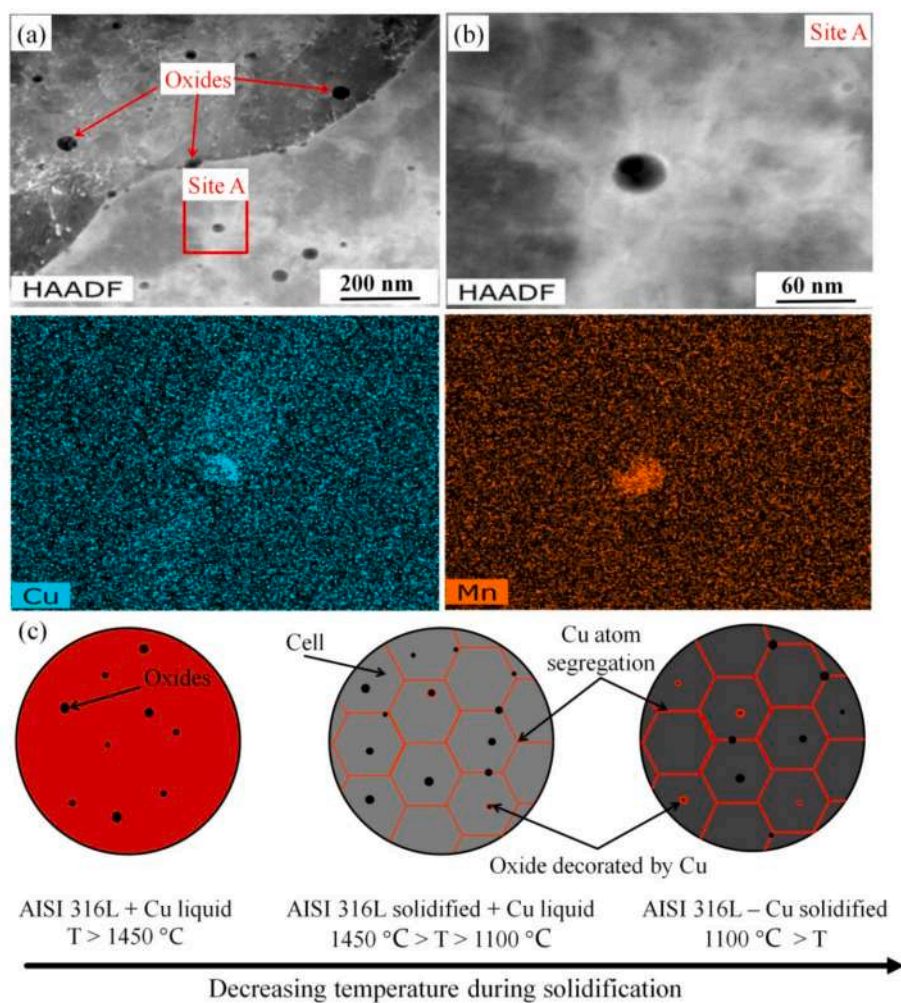 (a)
Oxides
Site A
HAADF
200 nm
(b)
Site A
HAADF
60 nm
Cu
Mn
(c)
Oxides
Cell
Cu atom
segregation
Oxide decorated by Cu
AISI 316L + Cu liquid
T > 1450 °C
AISI 316L solidified + Cu liquid
1450 °C > T > 1100 °C
AISI 316L – Cu solidified
1100 °C > T
Decreasing temperature during solidification